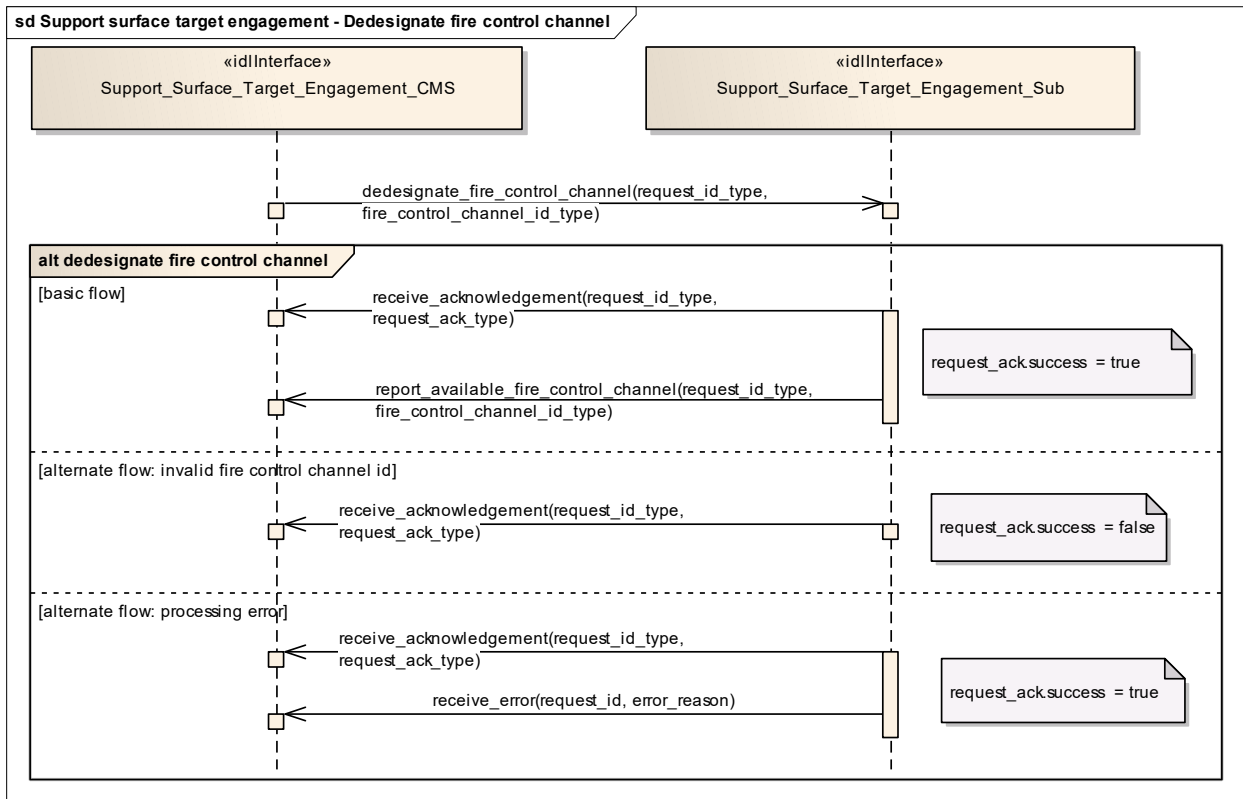 sd Support surface target engagement - Dedesignate fire control channel
«idlInterface»
Support_Surface_Target_Engagement_CMS
«idlInterface»
Support_Surface_Target_Engagement_Sub
dedesignate_fire_control_channel(request_id_type,
fire_control_channel_id_type)
alt dedesignate fire control channel
[basic flow]
receive_acknowledgement(request_id_type,
request_ack_type)
request_ack.success = true
report_available_fire_control_channel(request_id_type,
fire_control_channel_id_type)
[alternate flow: invalid fire control channel id]
receive_acknowledgement(request_id_type,
request_ack_type)
request_ack.success = false
[alternate flow: processing error]
receive_acknowledgement(request_id_type,
request_ack_type)
request_ack.success = true
receive_error(request_id, error_reason)